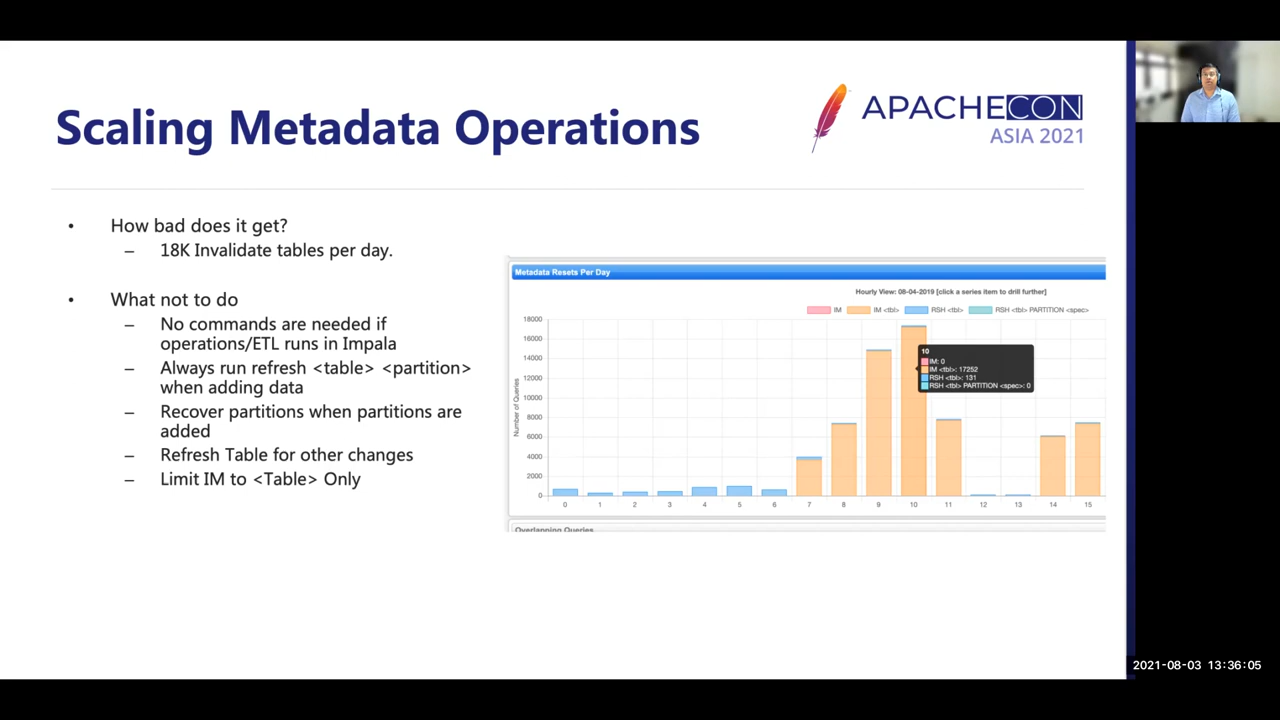 Scaling Metadata Operations
APACHECON
ASIA 2021
• How bad does it get?
– 18K Invalidate tables per day.
• What not to do
– No commands are needed if
operations/ETL runs in Impala
– Always run refresh <table> <partition>
when adding data
– Recover partitions when partitions are
added
– Refresh Table for other changes
– Limit IM to <Table> Only
Metadata Resets Per Day
Hourly View: 08-04-2019 [click a series item to drill further]
IM IM <tbl> RSH <tbl> RSH <tbl> PARTITION <spec>
Number of Queries
18000
16000
14000
12000
10000
8000
6000
4000
2000
0
10
IM: 0
IM <tbl>: 17252
RSH <tbl>: 131
RSH <tbl> PARTITION <spec>: 0
0 1 2 3 4 5 6 7 8 9 10 11 12 13 14 15
Overlapping Queries
2021-08-03 13:36:05